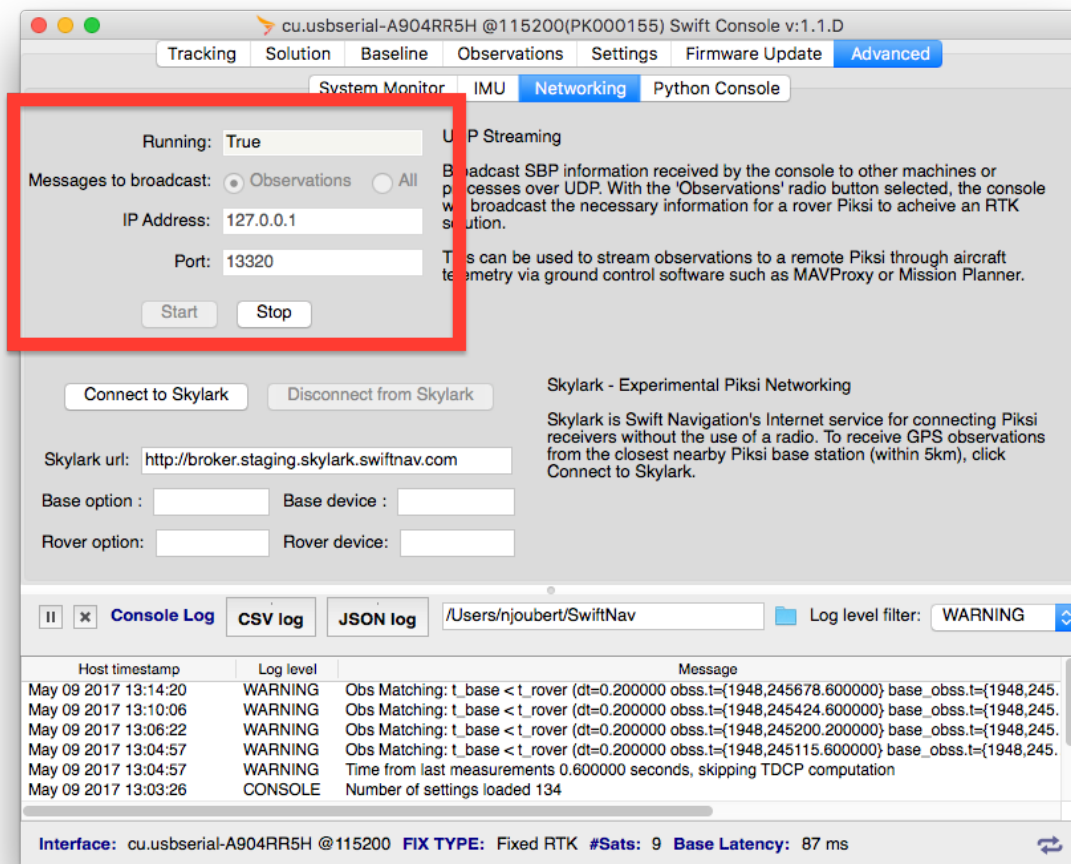 cu.usbserial-A904RR5H @115200(PK000155) Swift Console v:1.1.D
Tracking Solution Baseline Observations Settings Firmware Update Advanced
System Monitor IMU Networking Python Console
Running: True
Messages to broadcast: Observations All
IP Address: 127.0.0.1
Port: 13320
Start Stop
UDP Streaming
Broadcast SBP information received by the console to other machines or
processes over UDP. With the 'Observations' radio button selected, the console
will broadcast the necessary information for a rover Piksi to acheive an RTK
solution.
This can be used to stream observations to a remote Piksi through aircraft
telemetry via ground control software such as MAVProxy or Mission Planner.
Connect to Skylark Disconnect from Skylark
Skylark url: http://broker.staging.skylark.swiftnav.com
Base option : Base device :
Rover option: Rover device:
Skylark - Experimental Piksi Networking
Skylark is Swift Navigation's Internet service for connecting Piksi
receivers without the use of a radio. To receive GPS observations
from the closest nearby Piksi base station (within 5km), click
Connect to Skylark.
Console Log CSV log JSON log /Users/njoubert/SwiftNav Log level filter: WARNING
Host timestamp Log level Message
May 09 2017 13:14:20 WARNING Obs Matching: t_base < t_rover (dt=0.200000 obss.t={1948,245678.600000} base_obss.t={1948,245.
May 09 2017 13:10:06 WARNING Obs Matching: t_base < t_rover (dt=0.200000 obss.t={1948,245424.600000} base_obss.t={1948,245.
May 09 2017 13:06:22 WARNING Obs Matching: t_base < t_rover (dt=0.200000 obss.t={1948,245200.200000} base_obss.t={1948,245.
May 09 2017 13:04:57 WARNING Obs Matching: t_base < t_rover (dt=0.200000 obss.t={1948,245115.600000} base_obss.t={1948,245.
May 09 2017 13:04:57 WARNING Time from last measurements 0.600000 seconds, skipping TDCP computation
May 09 2017 13:03:26 CONSOLE Number of settings loaded 134
Interface: cu.usbserial-A904RR5H @115200 FIX TYPE: Fixed RTK #Sats: 9 Base Latency: 87 ms